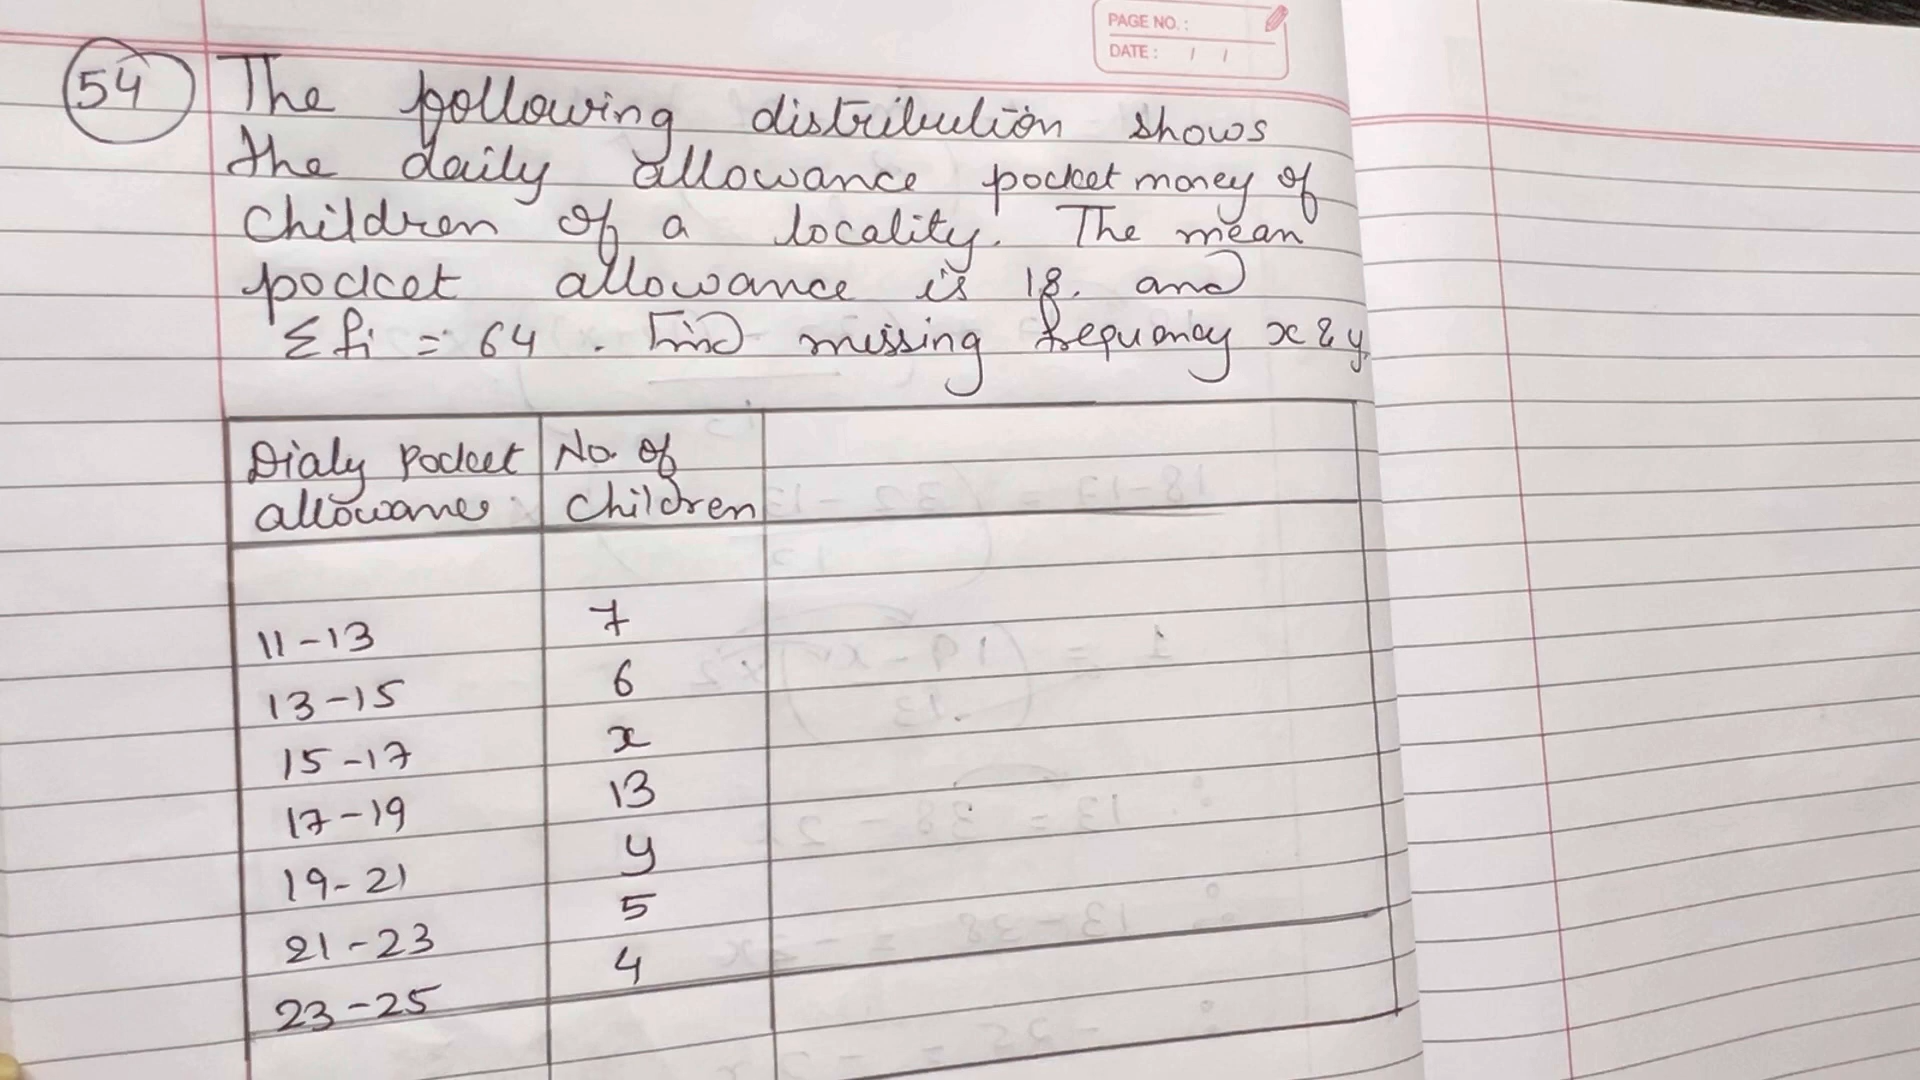 PAGE NO. :
DATE : / /
54 The following distribution shows
the daily allowance pocket money of
children of a locality. The mean
pocket allowance is 18. and
Σfi = 64 . Find missing frequency x & y
Dialy Pocket No. of
allowane children
11-13 7
13-15 6
15-17 x
17-19 13
19-21 y
21-23 5
23-25 4